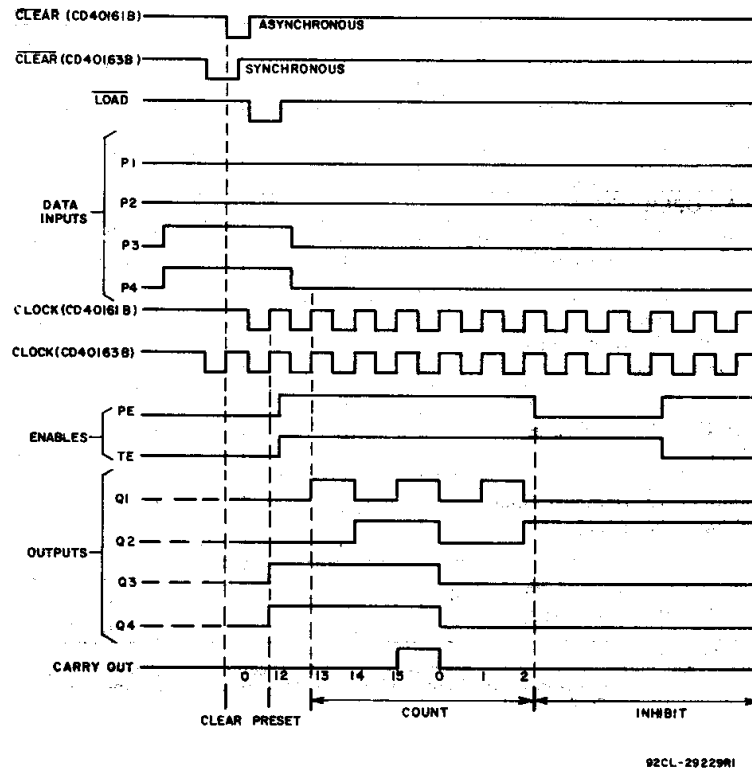 CLEAR (CD40161B)
ASYNCHRONOUS
CLEAR (CD40163B)
SYNCHRONOUS
LOAD
P1
P2
DATA INPUTS
P3
P4
CLOCK (CD40161B)
CLOCK (CD40163B)
PE
ENABLES
TE
Q1
Q2
OUTPUTS
Q3
Q4
CARRY OUT
0 12 13 14 15 0 1 2
CLEAR PRESET COUNT INHIBIT
92CL-29229R1